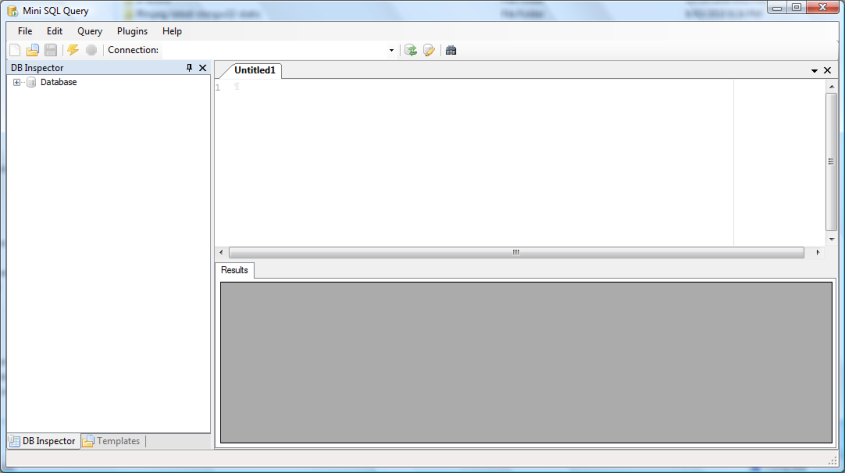 Mini SQL Query
File Edit Query Plugins Help
Connection:
DB Inspector
Database
Untitled1
1
Results
DB Inspector Templates